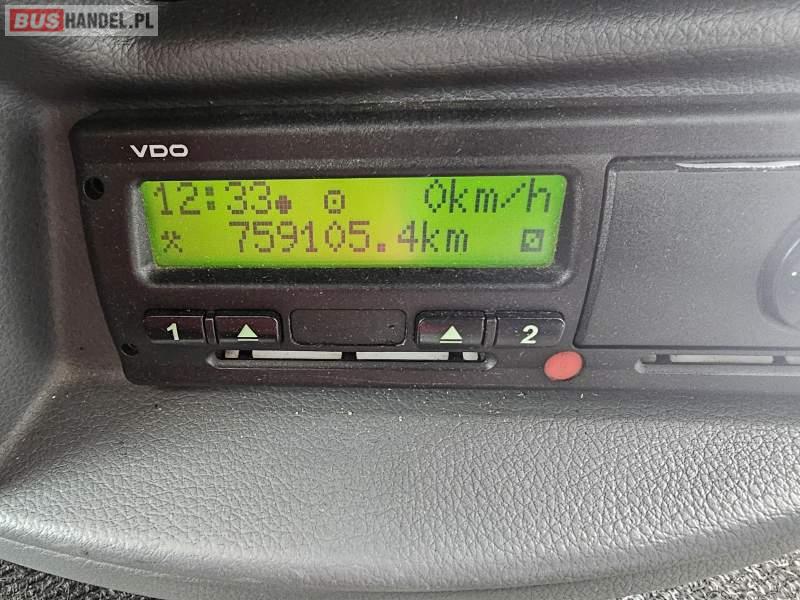 BUSHANDEL.PL
VDO
12:33 0km/h
759105.4km
1 2